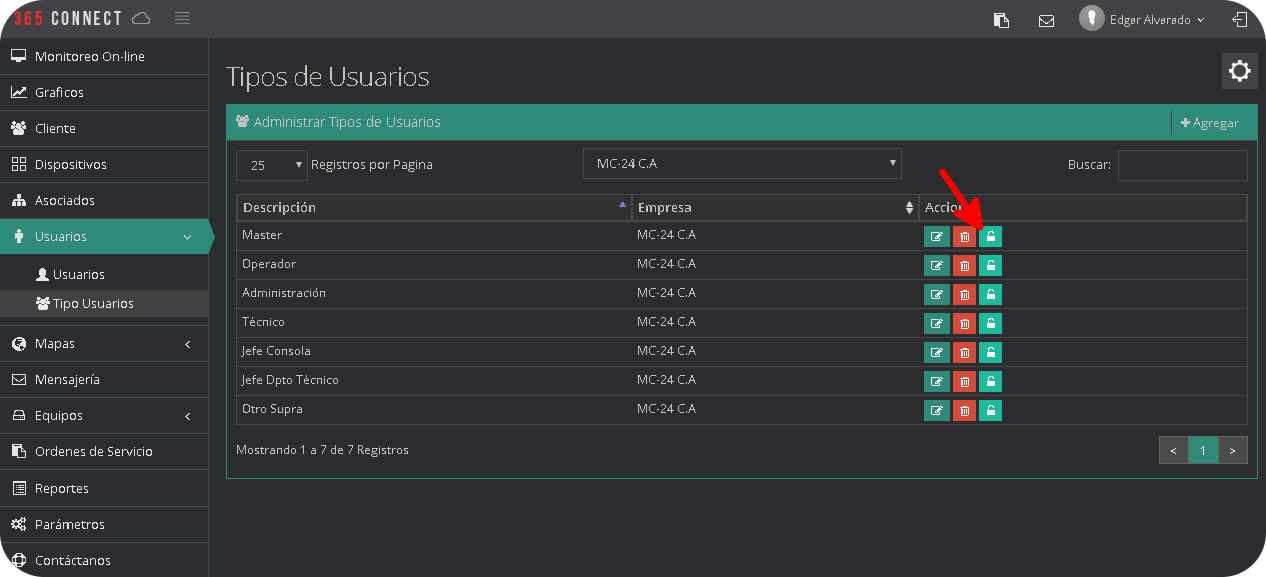 365 CONNECT
Edgar Alvarado
Monitoreo On-line
Graficos
Cliente
Dispositivos
Asociados
Usuarios
Usuarios
Tipo Usuarios
Mapas
Mensajería
Equipos
Ordenes de Servicio
Reportes
Parámetros
Contáctanos
Tipos de Usuarios
Administrar Tipos de Usuarios
Agregar
25 Registros por Pagina MC-24 C.A Buscar:
Descripción Empresa
Master MC-24 C.A
Operador MC-24 C.A
Administración MC-24 C.A
Técnico MC-24 C.A
Jefe Consola MC-24 C.A
Jefe Dpto Técnico MC-24 C.A
Otro Supra MC-24 C.A
Mostrando 1 a 7 de 7 Registros
< 1 >